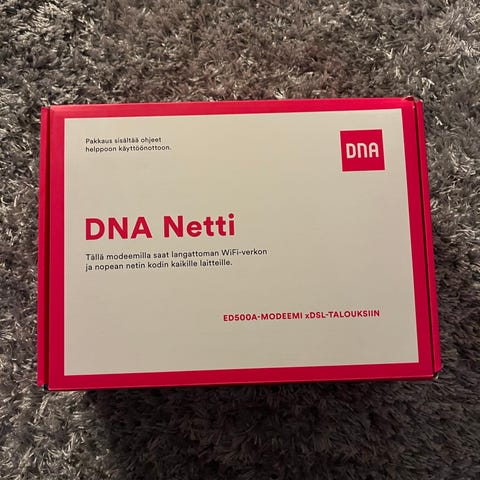 Pakkaus sisältää ohjeet
helppoon käyttöönottoon.
DNA
DNA Netti
Tällä modeemilla saat langattoman WiFi-verkon
ja nopean netin kodin kaikille laitteille.
ED500A-MODEEMI xDSL-TALOUKSIIN